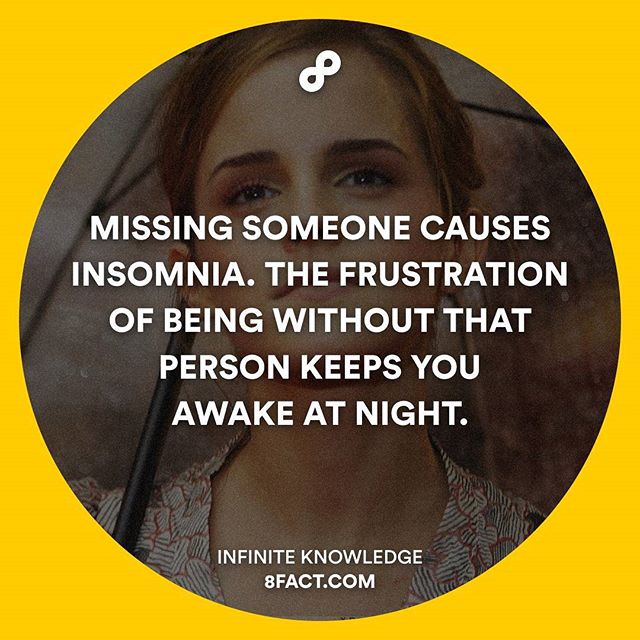 MISSING SOMEONE CAUSES
INSOMNIA. THE FRUSTRATION
OF BEING WITHOUT THAT
PERSON KEEPS YOU
AWAKE AT NIGHT.
INFINITE KNOWLEDGE
8FACT.COM